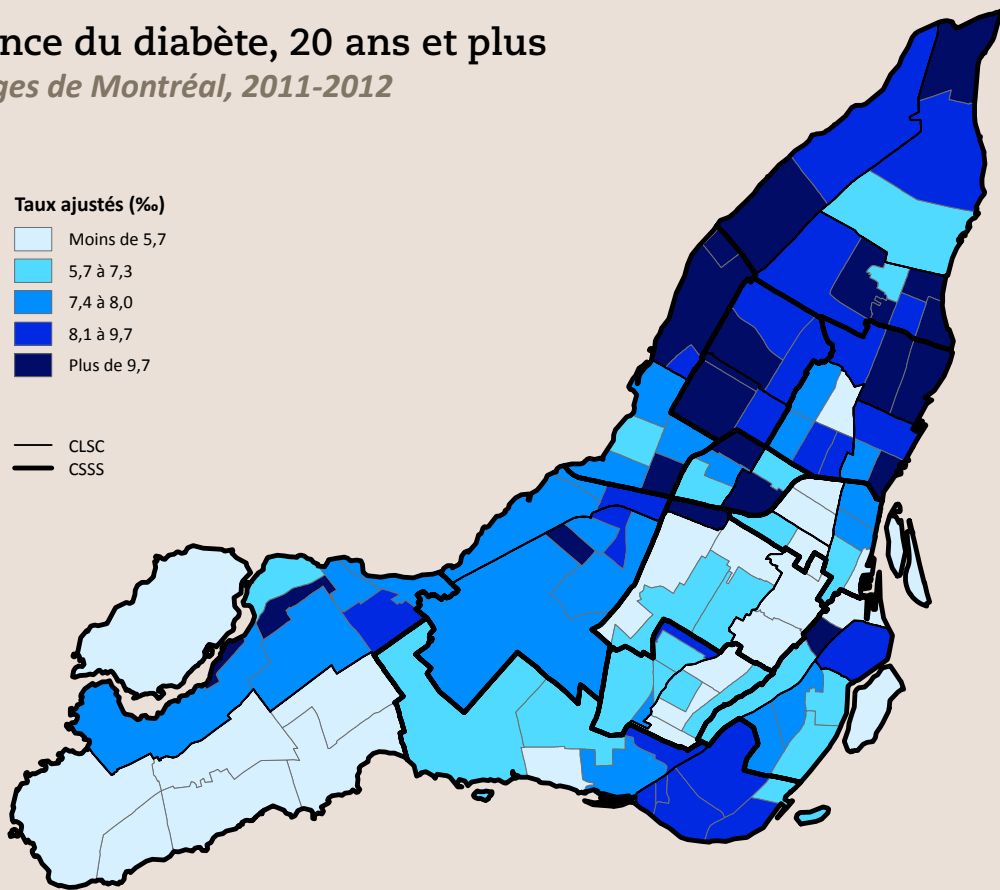 nce du diabète, 20 ans et plus
ges de Montréal, 2011-2012
Taux ajustés (‰)
Moins de 5,7
5,7 à 7,3
7,4 à 8,0
8,1 à 9,7
Plus de 9,7
CLSC
CSSS